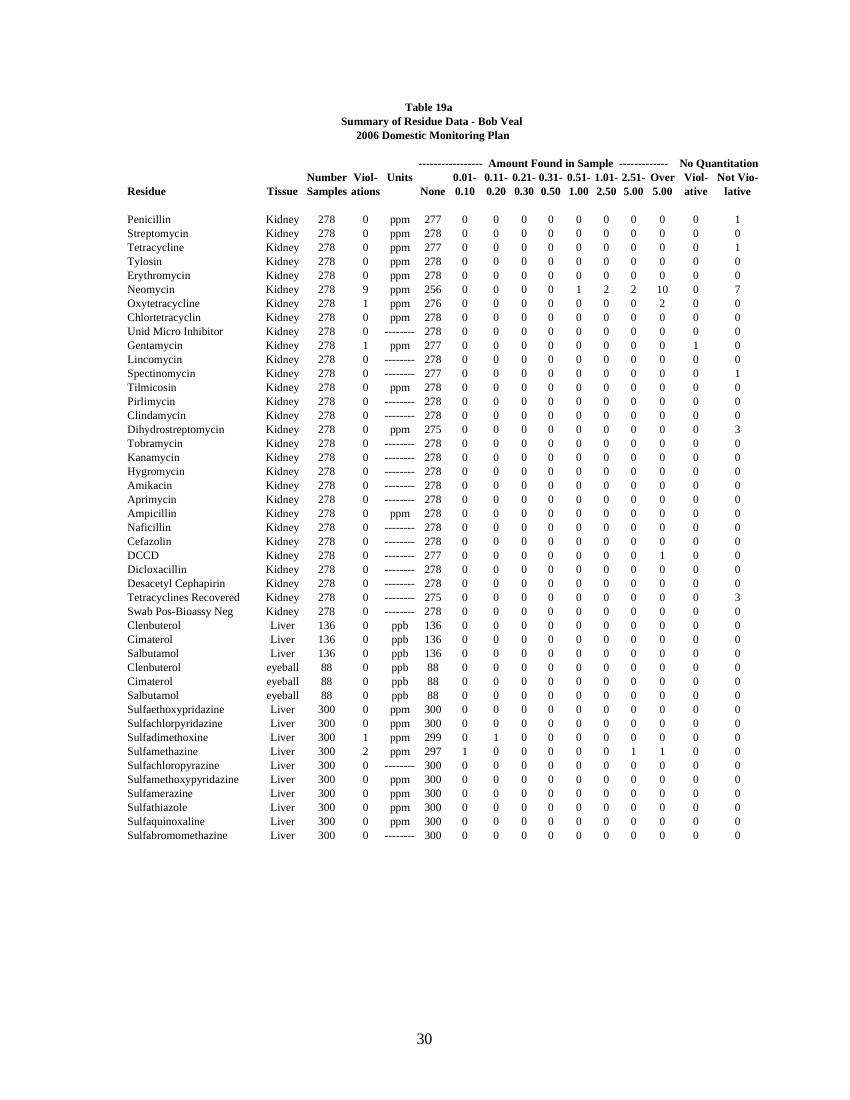 Table 19a
Summary of Residue Data - Bob Veal
2006 Domestic Monitoring Plan
----------------- Amount Found in Sample ------------- No Quantitation
Number Viol- Units 0.01- 0.11- 0.21- 0.31- 0.51- 1.01- 2.51- Over Viol- Not Vio-
Residue Tissue Samples ations None 0.10 0.20 0.30 0.50 1.00 2.50 5.00 5.00 ative lative
Penicillin Kidney 278 0 ppm 277 0 0 0 0 0 0 0 0 0 1
Streptomycin Kidney 278 0 ppm 278 0 0 0 0 0 0 0 0 0 0
Tetracycline Kidney 278 0 ppm 277 0 0 0 0 0 0 0 0 0 1
Tylosin Kidney 278 0 ppm 278 0 0 0 0 0 0 0 0 0 0
Erythromycin Kidney 278 0 ppm 278 0 0 0 0 0 0 0 0 0 0
Neomycin Kidney 278 9 ppm 256 0 0 0 0 1 2 2 10 0 7
Oxytetracycline Kidney 278 1 ppm 276 0 0 0 0 0 0 0 2 0 0
Chlortetracyclin Kidney 278 0 ppm 278 0 0 0 0 0 0 0 0 0 0
Unid Micro Inhibitor Kidney 278 0 -------- 278 0 0 0 0 0 0 0 0 0 0
Gentamycin Kidney 278 1 ppm 277 0 0 0 0 0 0 0 0 1 0
Lincomycin Kidney 278 0 -------- 278 0 0 0 0 0 0 0 0 0 0
Spectinomycin Kidney 278 0 -------- 277 0 0 0 0 0 0 0 0 0 1
Tilmicosin Kidney 278 0 ppm 278 0 0 0 0 0 0 0 0 0 0
Pirlimycin Kidney 278 0 -------- 278 0 0 0 0 0 0 0 0 0 0
Clindamycin Kidney 278 0 -------- 278 0 0 0 0 0 0 0 0 0 0
Dihydrostreptomycin Kidney 278 0 ppm 275 0 0 0 0 0 0 0 0 0 3
Tobramycin Kidney 278 0 -------- 278 0 0 0 0 0 0 0 0 0 0
Kanamycin Kidney 278 0 -------- 278 0 0 0 0 0 0 0 0 0 0
Hygromycin Kidney 278 0 -------- 278 0 0 0 0 0 0 0 0 0 0
Amikacin Kidney 278 0 -------- 278 0 0 0 0 0 0 0 0 0 0
Aprimycin Kidney 278 0 -------- 278 0 0 0 0 0 0 0 0 0 0
Ampicillin Kidney 278 0 ppm 278 0 0 0 0 0 0 0 0 0 0
Naficillin Kidney 278 0 -------- 278 0 0 0 0 0 0 0 0 0 0
Cefazolin Kidney 278 0 -------- 278 0 0 0 0 0 0 0 0 0 0
DCCD Kidney 278 0 -------- 277 0 0 0 0 0 0 0 1 0 0
Dicloxacillin Kidney 278 0 -------- 278 0 0 0 0 0 0 0 0 0 0
Desacetyl Cephapirin Kidney 278 0 -------- 278 0 0 0 0 0 0 0 0 0 0
Tetracyclines Recovered Kidney 278 0 -------- 275 0 0 0 0 0 0 0 0 0 3
Swab Pos-Bioassy Neg Kidney 278 0 -------- 278 0 0 0 0 0 0 0 0 0 0
Clenbuterol Liver 136 0 ppb 136 0 0 0 0 0 0 0 0 0 0
Cimaterol Liver 136 0 ppb 136 0 0 0 0 0 0 0 0 0 0
Salbutamol Liver 136 0 ppb 136 0 0 0 0 0 0 0 0 0 0
Clenbuterol eyeball 88 0 ppb 88 0 0 0 0 0 0 0 0 0 0
Cimaterol eyeball 88 0 ppb 88 0 0 0 0 0 0 0 0 0 0
Salbutamol eyeball 88 0 ppb 88 0 0 0 0 0 0 0 0 0 0
Sulfaethoxypridazine Liver 300 0 ppm 300 0 0 0 0 0 0 0 0 0 0
Sulfachlorpyridazine Liver 300 0 ppm 300 0 0 0 0 0 0 0 0 0 0
Sulfadimethoxine Liver 300 1 ppm 299 0 1 0 0 0 0 0 0 0 0
Sulfamethazine Liver 300 2 ppm 297 1 0 0 0 0 0 1 1 0 0
Sulfachloropyrazine Liver 300 0 -------- 300 0 0 0 0 0 0 0 0 0 0
Sulfamethoxypyridazine Liver 300 0 ppm 300 0 0 0 0 0 0 0 0 0 0
Sulfamerazine Liver 300 0 ppm 300 0 0 0 0 0 0 0 0 0 0
Sulfathiazole Liver 300 0 ppm 300 0 0 0 0 0 0 0 0 0 0
Sulfaquinoxaline Liver 300 0 ppm 300 0 0 0 0 0 0 0 0 0 0
Sulfabromomethazine Liver 300 0 -------- 300 0 0 0 0 0 0 0 0 0 0
30